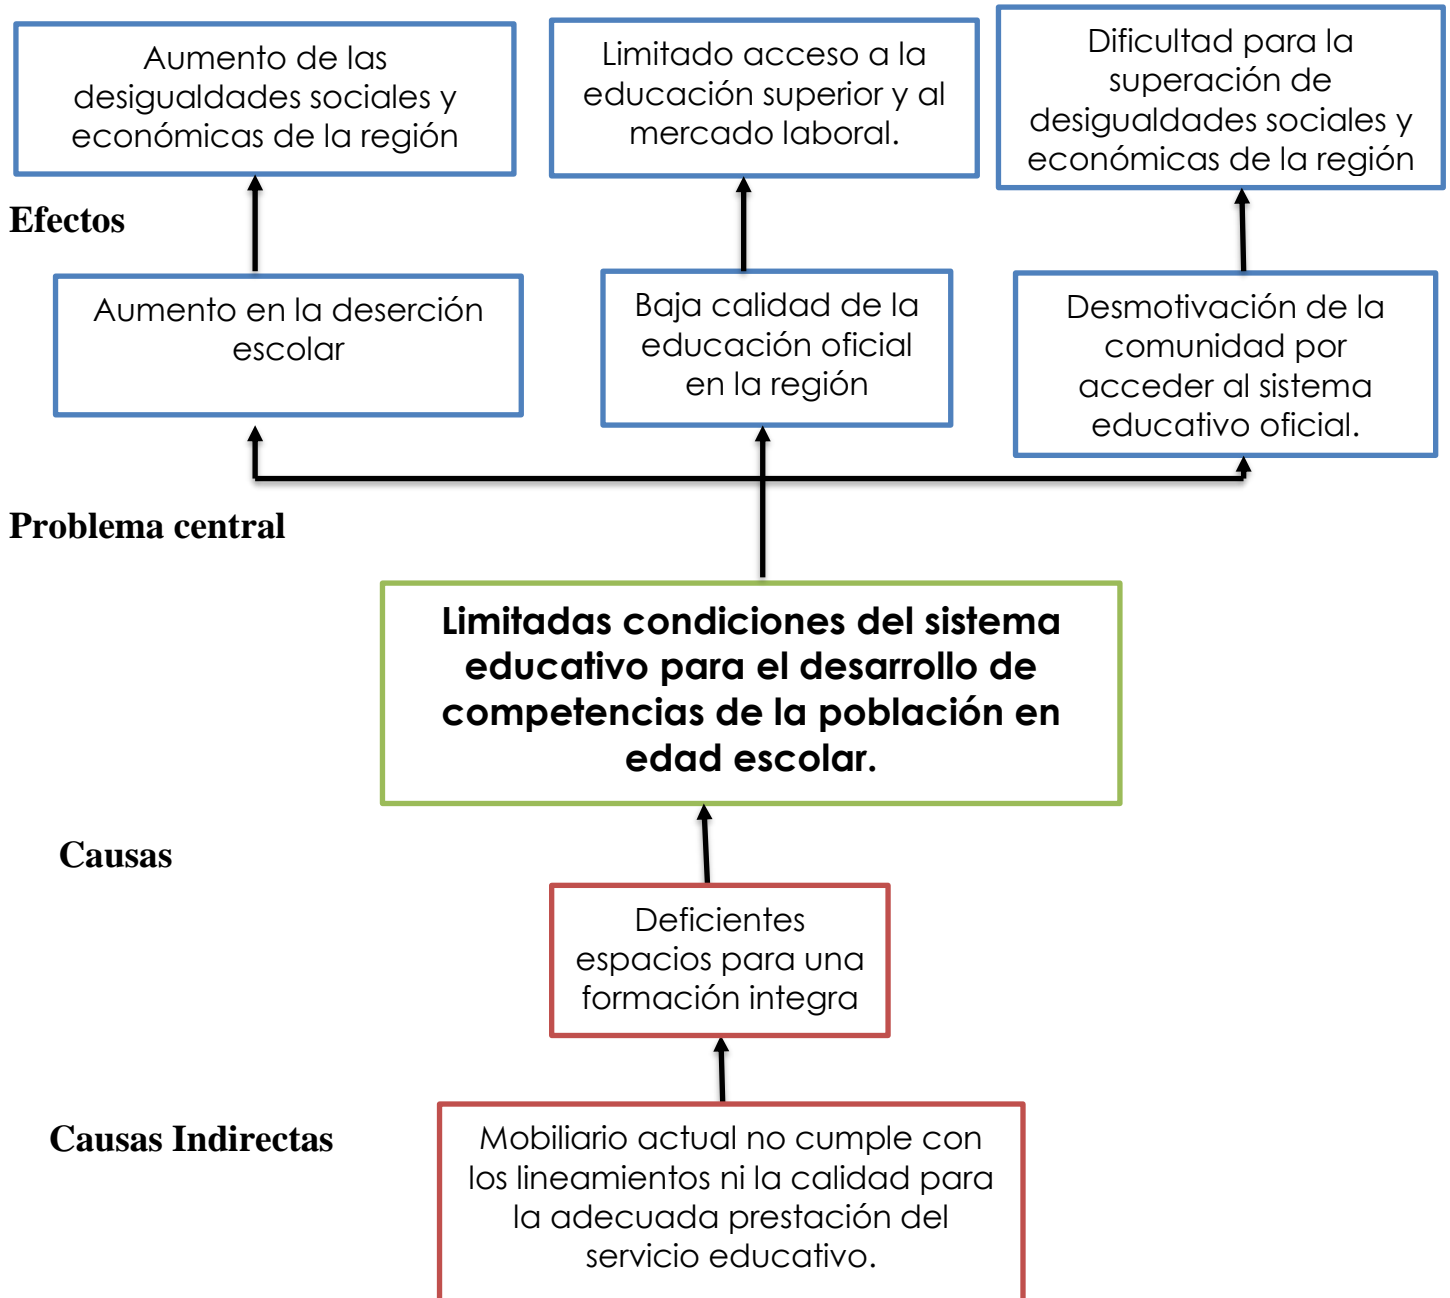 Aumento de las
desigualdades sociales y
económicas de la región
Limitado acceso a la
educación superior y al
mercado laboral.
Dificultad para la
superación de
desigualdades sociales y
económicas de la región
Efectos
Aumento en la deserción
escolar
Baja calidad de la
educación oficial
en la región
Desmotivación de la
comunidad por
acceder al sistema
educativo oficial.
Problema central
Limitadas condiciones del sistema
educativo para el desarrollo de
competencias de la población en
edad escolar.
Causas
Deficientes
espacios para una
formación integra
Causas Indirectas
Mobiliario actual no cumple con
los lineamientos ni la calidad para
la adecuada prestación del
servicio educativo.